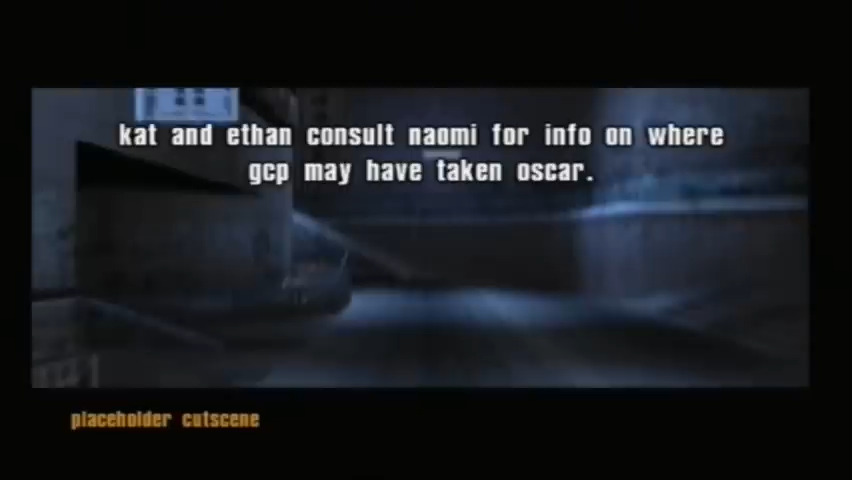 kat and ethan consult naomi for info on where
gcp may have taken oscar.
placeholder cutscene